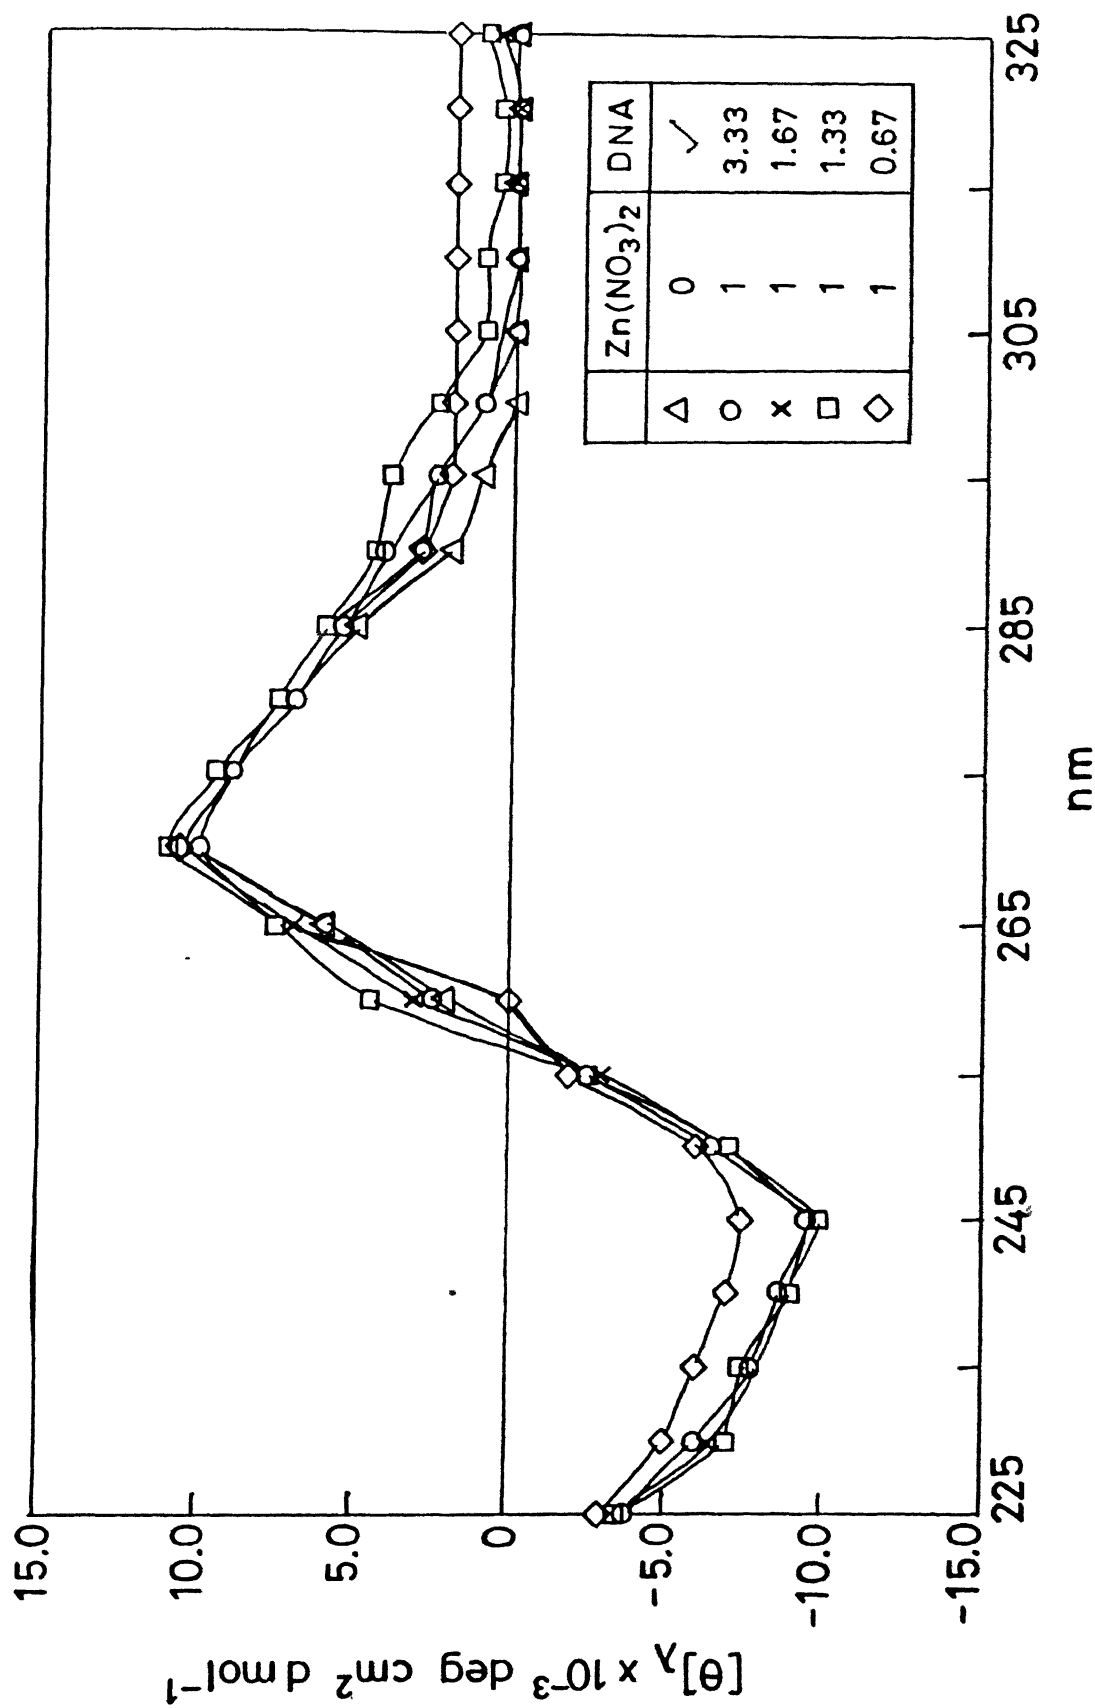 [θ]λ x 10⁻³ deg cm² d mol⁻¹
15.0
10.0
5.0
0
-5.0
-10.0
-15.0
225
245
265
285
305
325
nm
Zn(NO₃)₂ DNA
△ 0 ✓
○ 1 3.33
× 1 1.67
□ 1 1.33
◇ 1 0.67